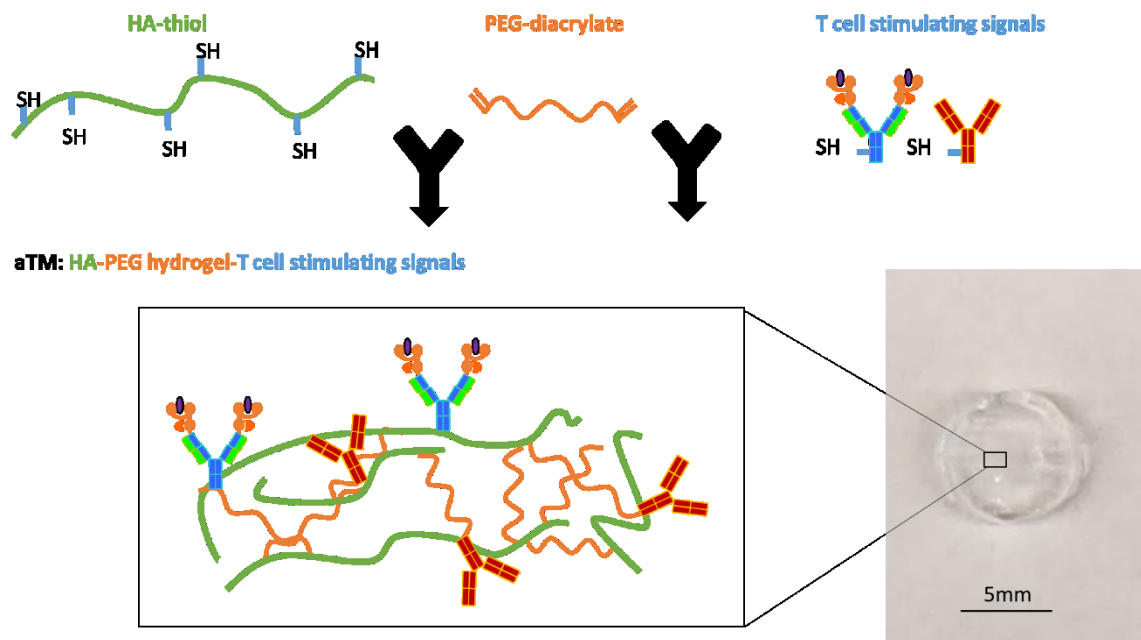 HA-thiol
PEG-diacrylate
T cell stimulating signals
SH
SH
SH
SH
SH
SH
SH
SH
aTM: HA-PEG hydrogel-T cell stimulating signals
5mm